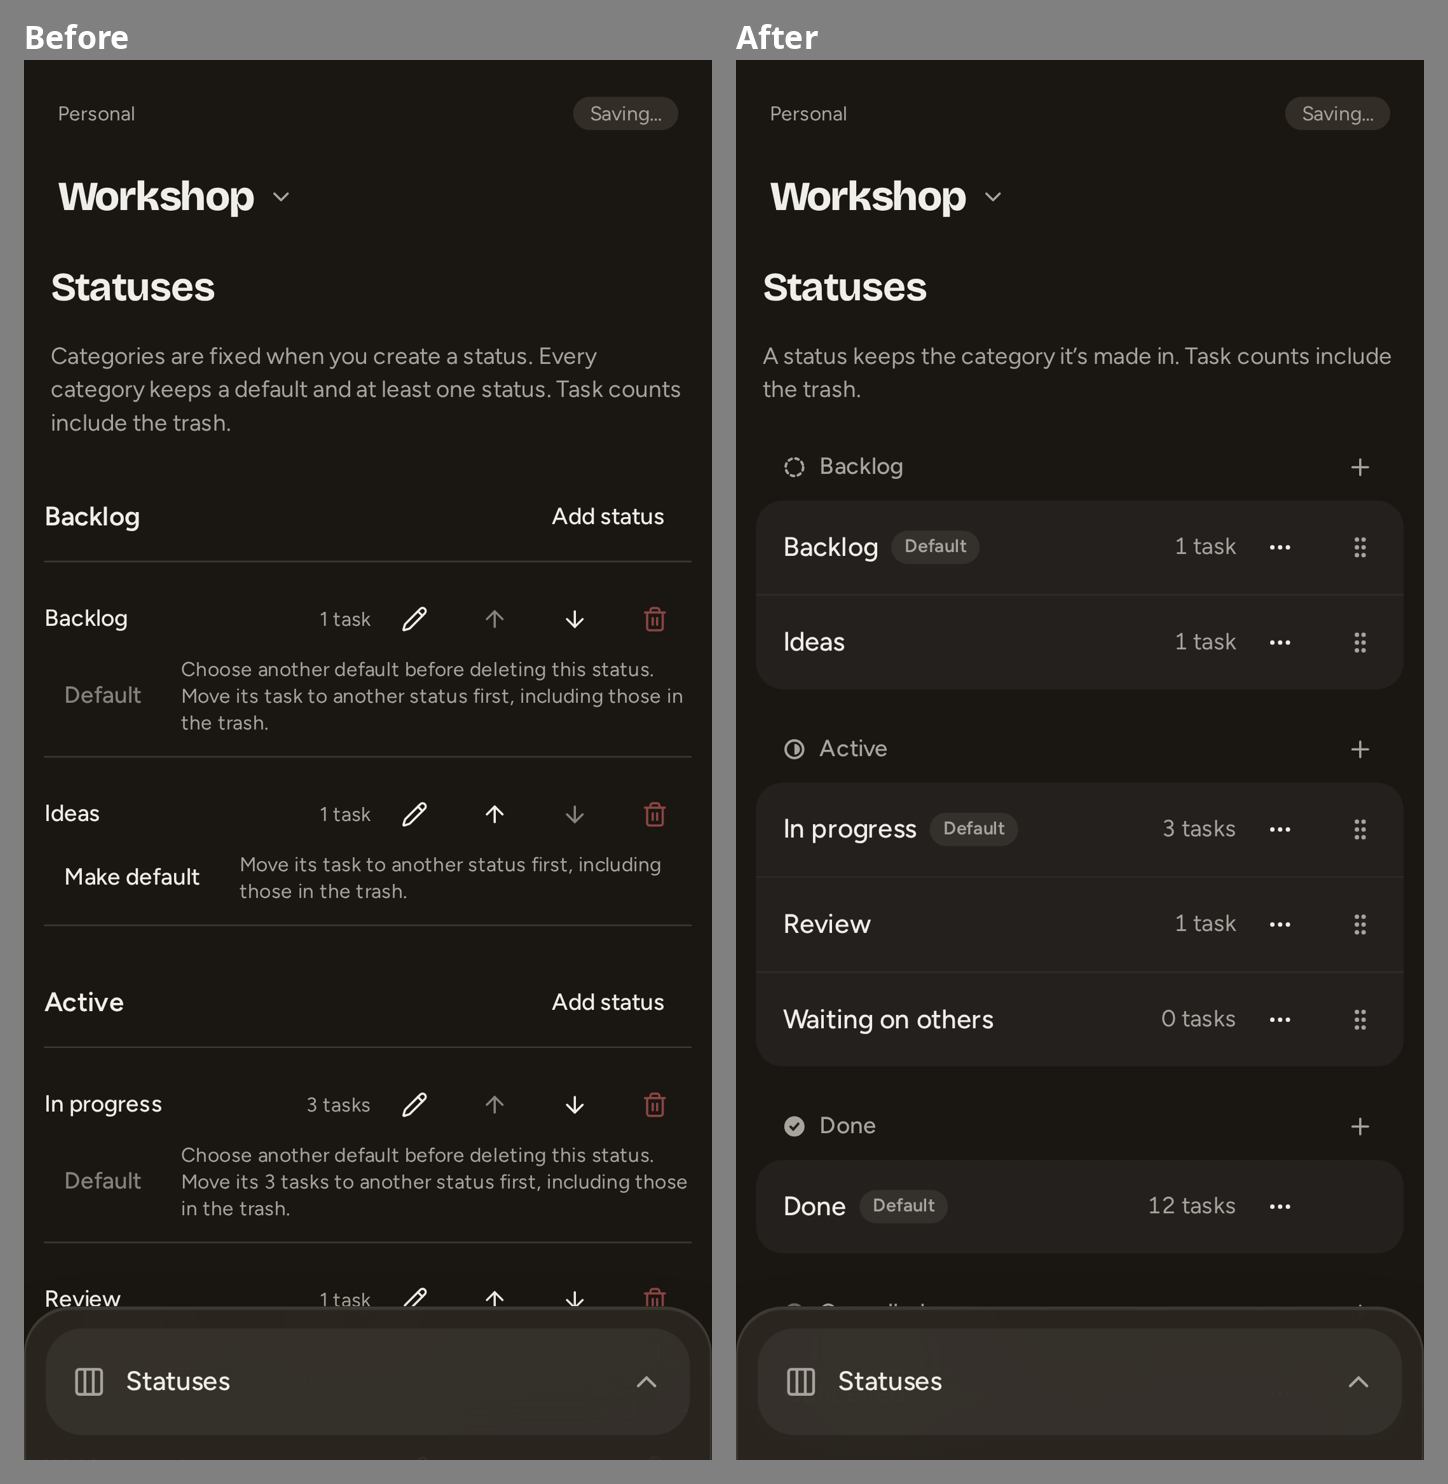 Before
Personal
Saving...
Workshop
Statuses
Categories are fixed when you create a status. Every
category keeps a default and at least one status. Task counts
include the trash.
Backlog
Add status
Backlog
1 task
Default
Choose another default before deleting this status.
Move its task to another status first, including those in
the trash.
Ideas
1 task
Make default
Move its task to another status first, including
those in the trash.
Active
Add status
In progress
3 tasks
Default
Choose another default before deleting this status.
Move its 3 tasks to another status first, including those
in the trash.
Review
1 task
Statuses
After
Personal
Saving...
Workshop
Statuses
A status keeps the category it’s made in. Task counts include
the trash.
Backlog
Backlog
Default
1 task
Ideas
1 task
Active
In progress
Default
3 tasks
Review
1 task
Waiting on others
0 tasks
Done
Done
Default
12 tasks
Statuses